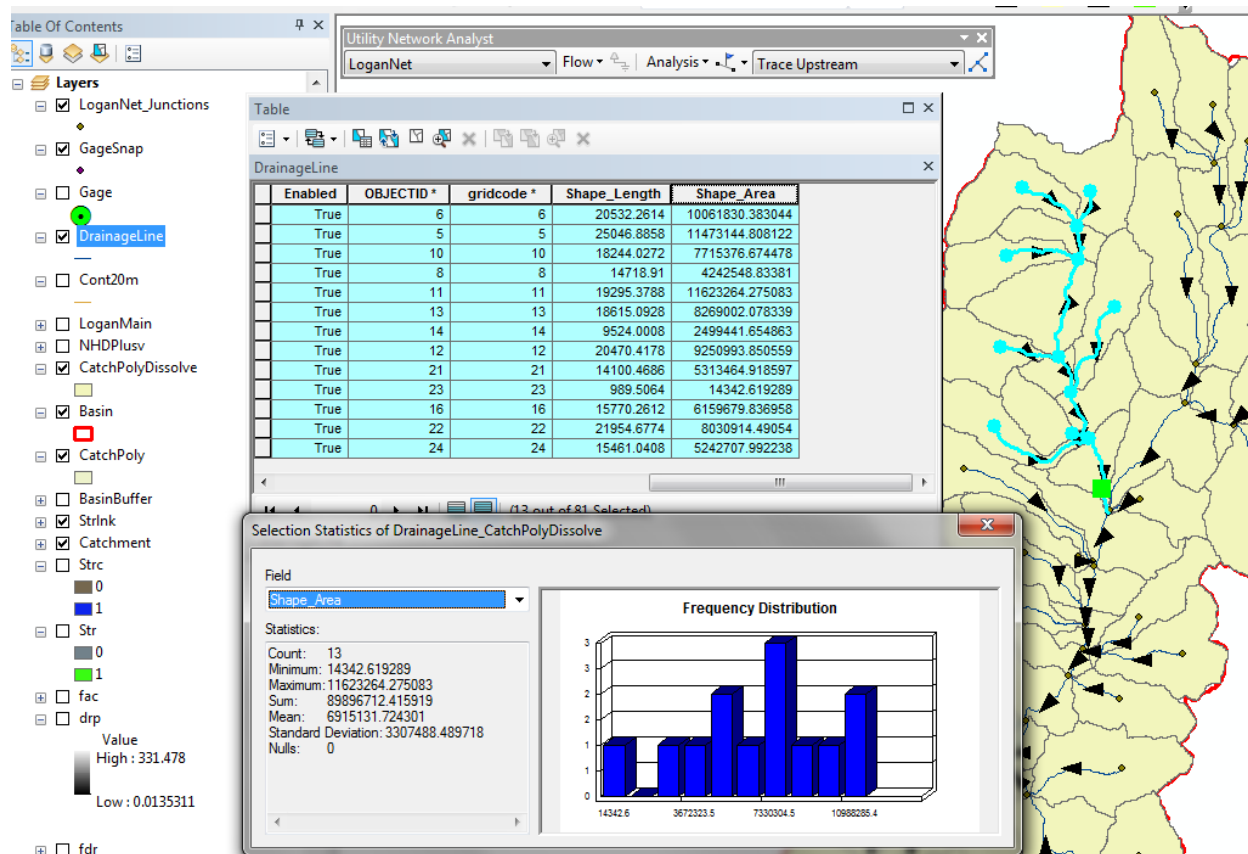 Table Of Contents
Layers
LoganNet_Junctions
GageSnap
Gage
DrainageLine
Cont20m
LoganMain
NHDPlusv
CatchPolyDissolve
Basin
CatchPoly
BasinBuffer
Strlnk
Catchment
Strc
0
1
Str
0
1
fac
drp
Value
High : 331.478
Low : 0.0135311
fdr
Utility Network Analyst
LoganNet Flow Analysis Trace Upstream
Table
DrainageLine
Enabled OBJECTID * gridcode * Shape_Length Shape_Area
True 6 6 20532.2614 10061830.383044
True 5 5 25046.8858 11473144.808122
True 10 10 18244.0272 7715376.674478
True 8 8 14718.91 4242548.83381
True 11 11 19295.3788 11623264.275083
True 13 13 18615.0928 8269002.078339
True 14 14 9524.0008 2499441.654863
True 12 12 20470.4178 9250993.850559
True 21 21 14100.4686 5313464.918597
True 23 23 989.5064 14342.619289
True 16 16 15770.2612 6159679.836958
True 22 22 21954.6774 8030914.49054
True 24 24 15461.0408 5242707.992238
0 (13 out of 81 Selected)
Selection Statistics of DrainageLine_CatchPolyDissolve
Field
Shape_Area
Statistics:
Count: 13
Minimum: 14342.619289
Maximum: 11623264.275083
Sum: 89896712.415919
Mean: 6915131.724301
Standard Deviation: 3307488.489718
Nulls: 0
Frequency Distribution
3
3
2
2
1
1
0
14342.6 3672323.5 7330304.5 10988285.4